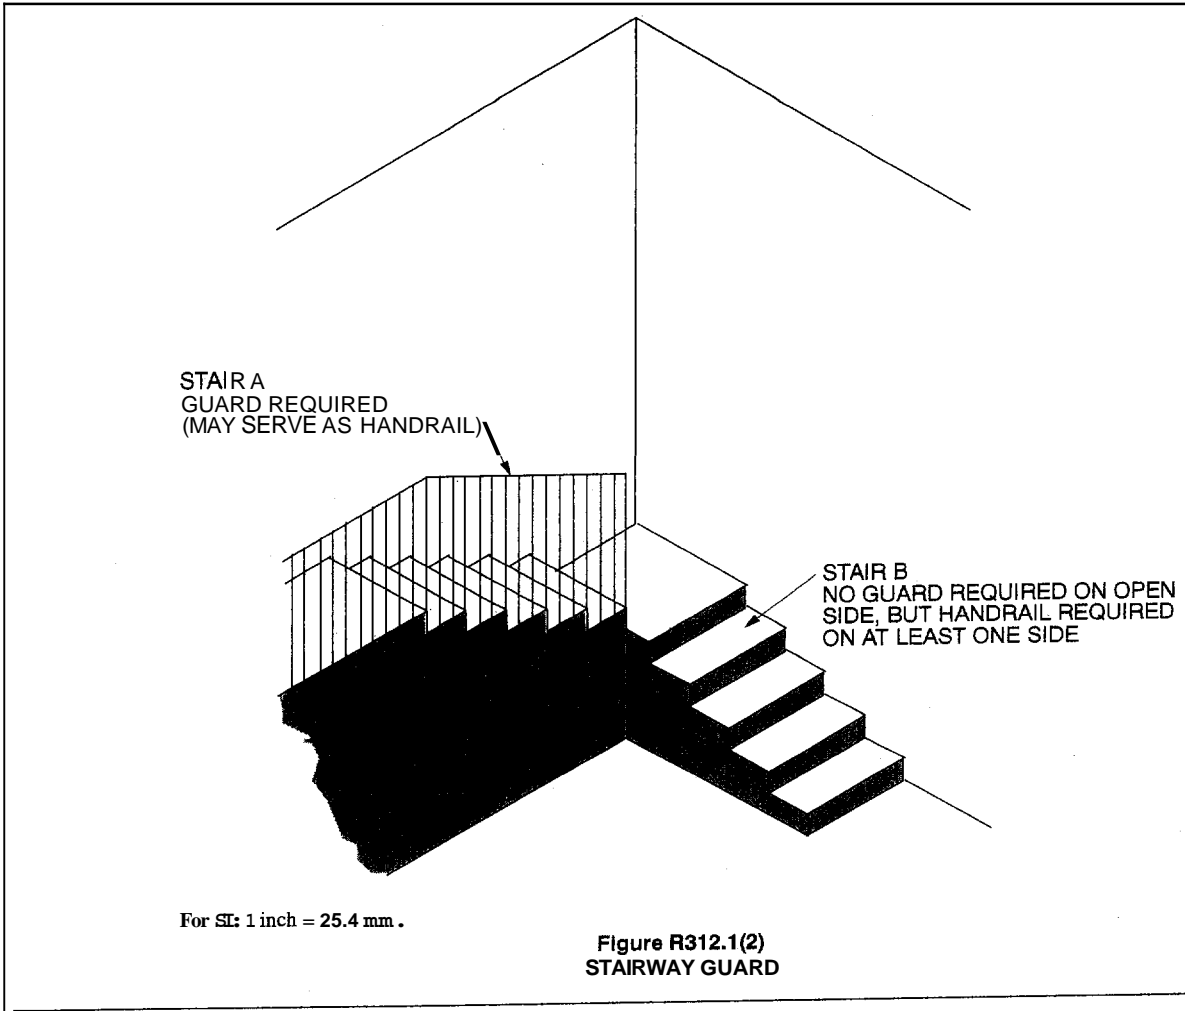 STAIR A
GUARD REQUIRED
(MAY SERVE AS HANDRAIL)
STAIR B
NO GUARD REQUIRED ON OPEN
SIDE, BUT HANDRAIL REQUIRED
ON AT LEAST ONE SIDE
For SI: 1 inch = 25.4 mm.
Figure R312.1(2)
STAIRWAY GUARD